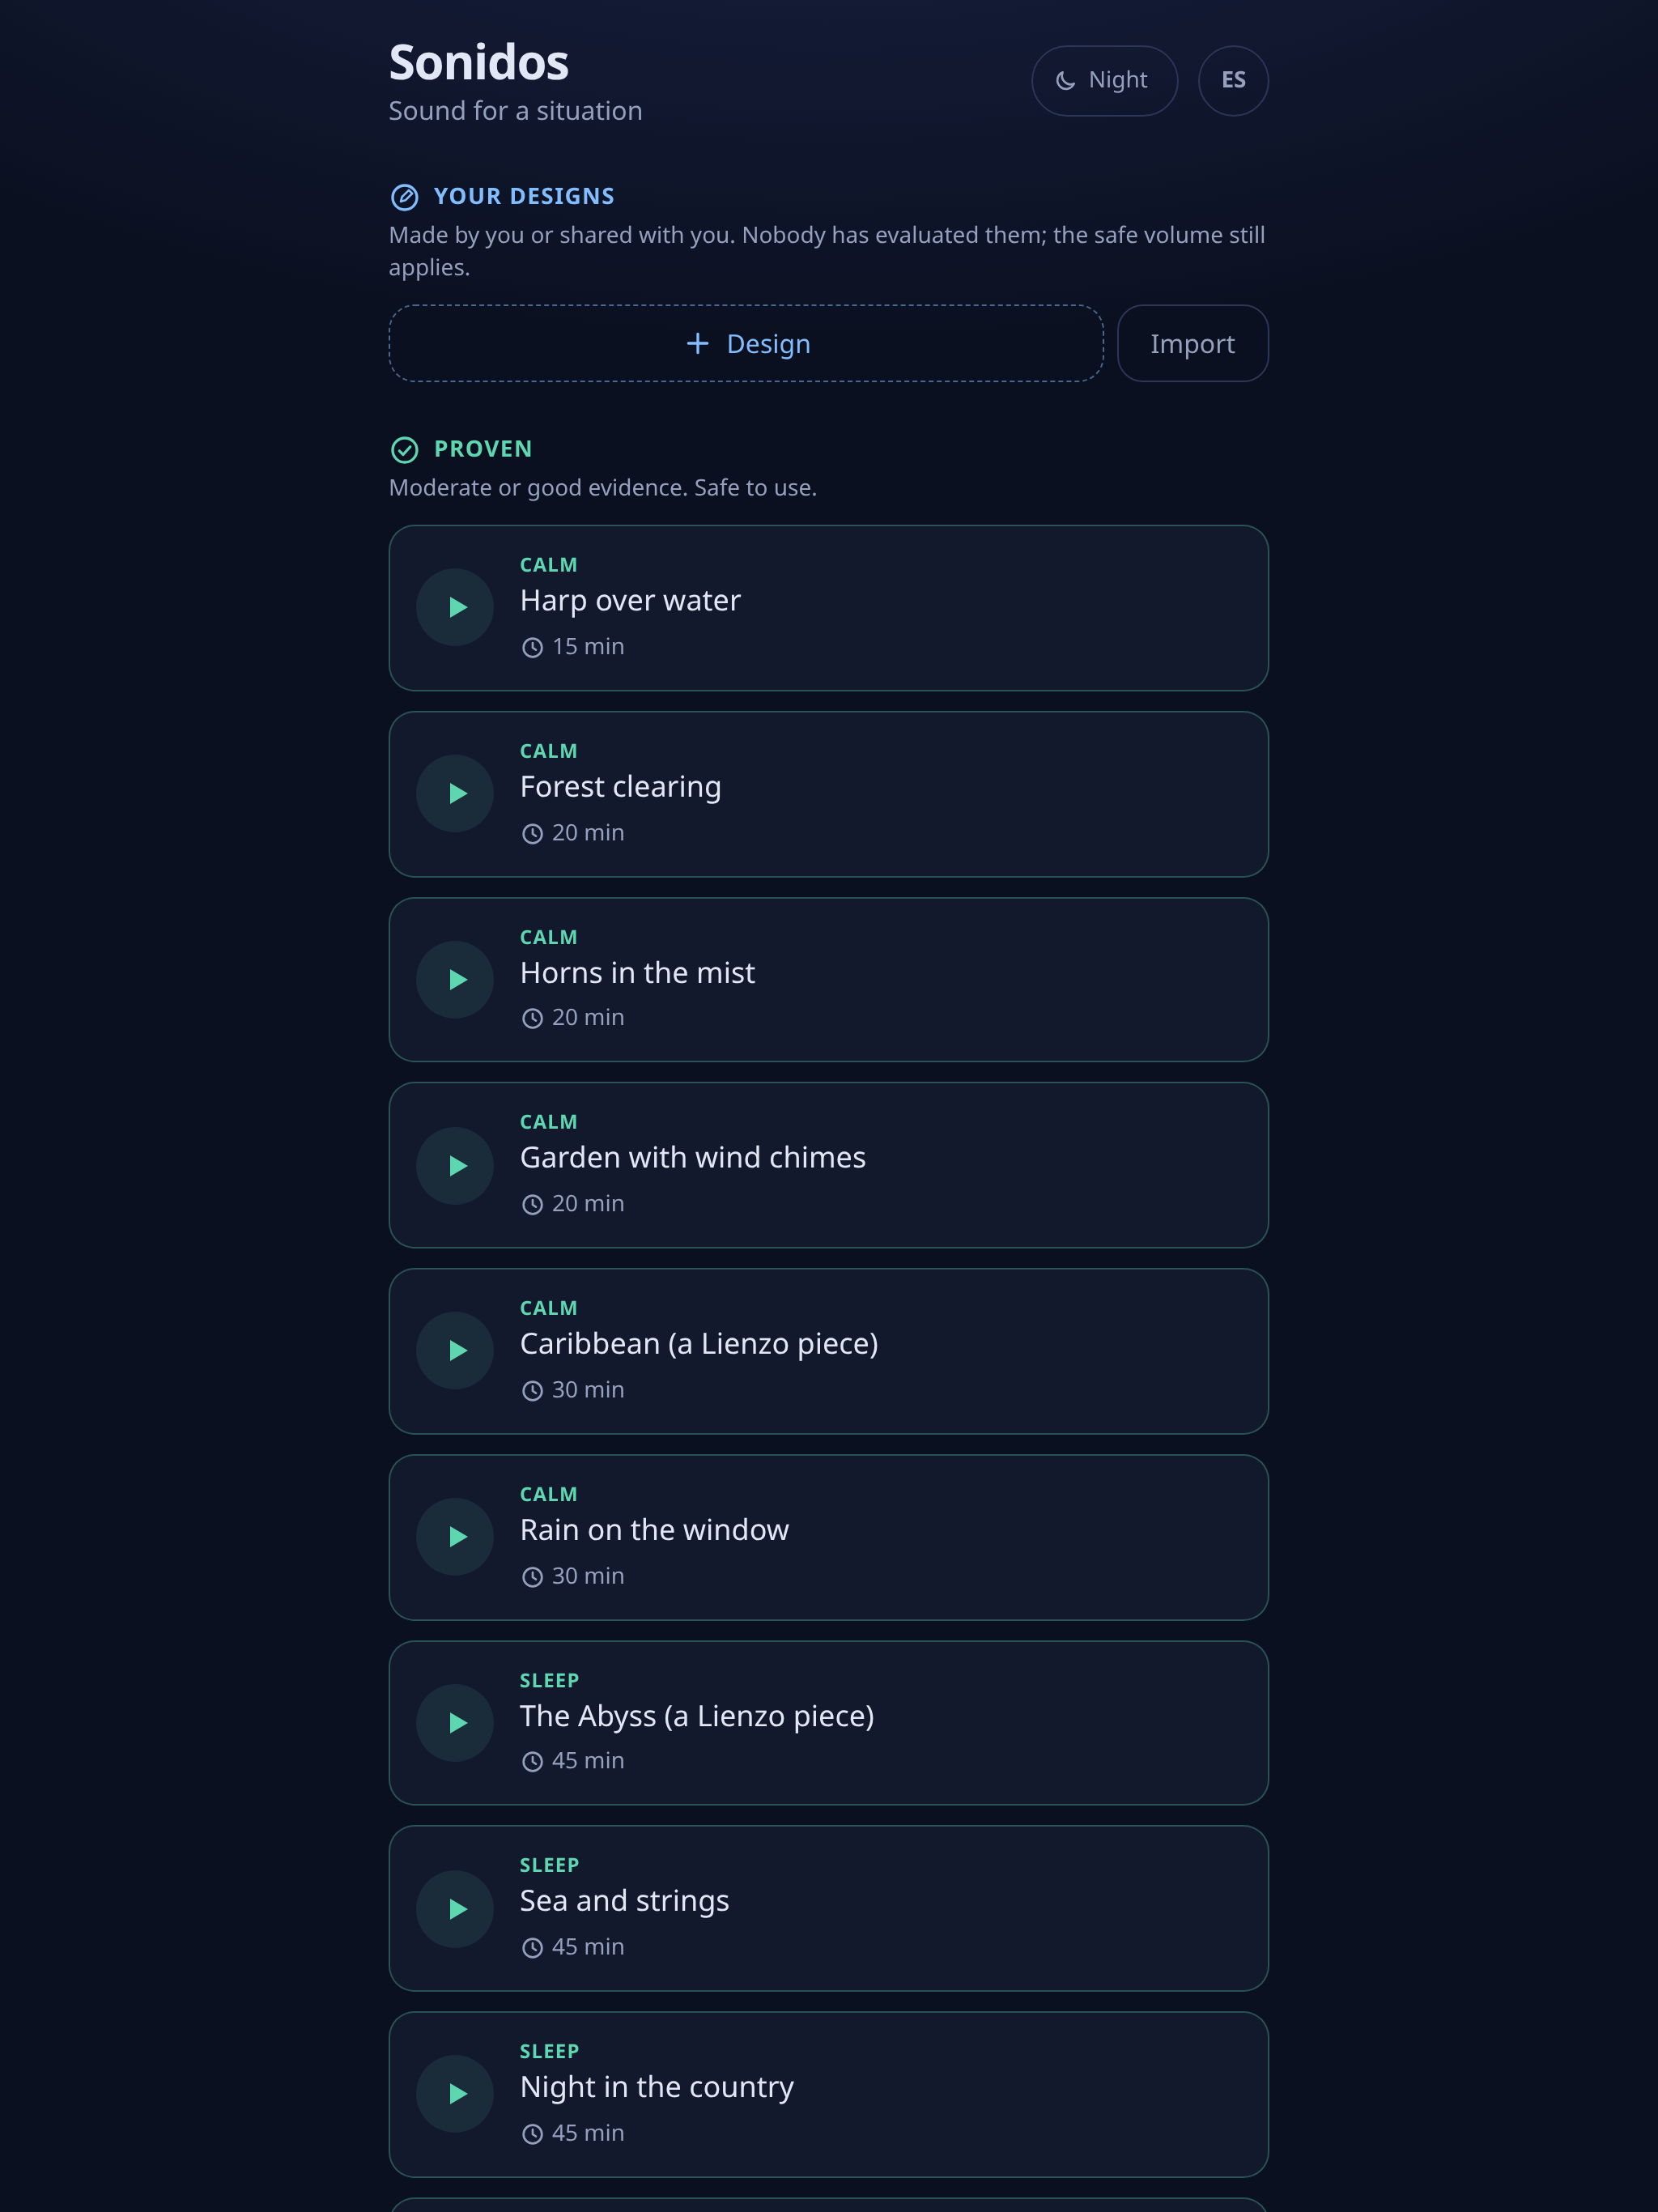 Sonidos
Sound for a situation
Night
ES
YOUR DESIGNS
Made by you or shared with you. Nobody has evaluated them; the safe volume still
applies.
Design
Import
PROVEN
Moderate or good evidence. Safe to use.
CALM
Harp over water
15 min
CALM
Forest clearing
20 min
CALM
Horns in the mist
20 min
CALM
Garden with wind chimes
20 min
CALM
Caribbean (a Lienzo piece)
30 min
CALM
Rain on the window
30 min
SLEEP
The Abyss (a Lienzo piece)
45 min
SLEEP
Sea and strings
45 min
SLEEP
Night in the country
45 min